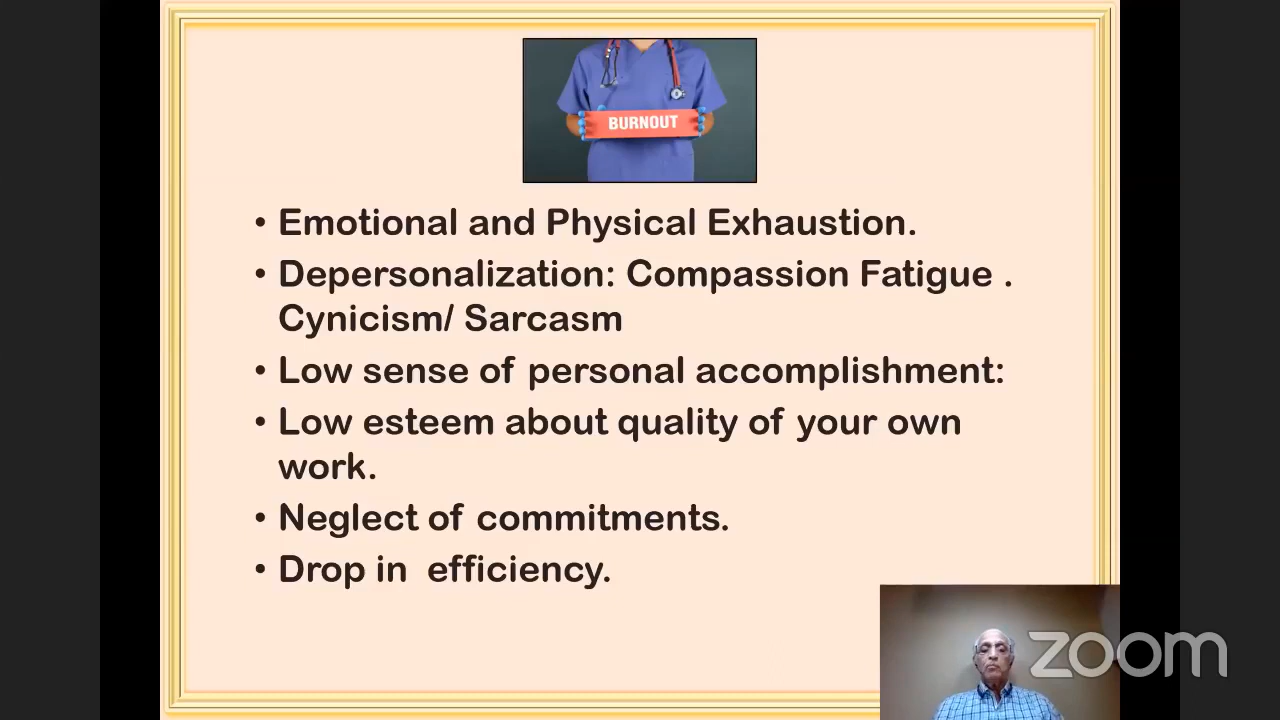 BURNOUT
• Emotional and Physical Exhaustion.
• Depersonalization: Compassion Fatigue .
Cynicism/ Sarcasm
• Low sense of personal accomplishment:
• Low esteem about quality of your own
work.
• Neglect of commitments.
• Drop in efficiency.
zoom